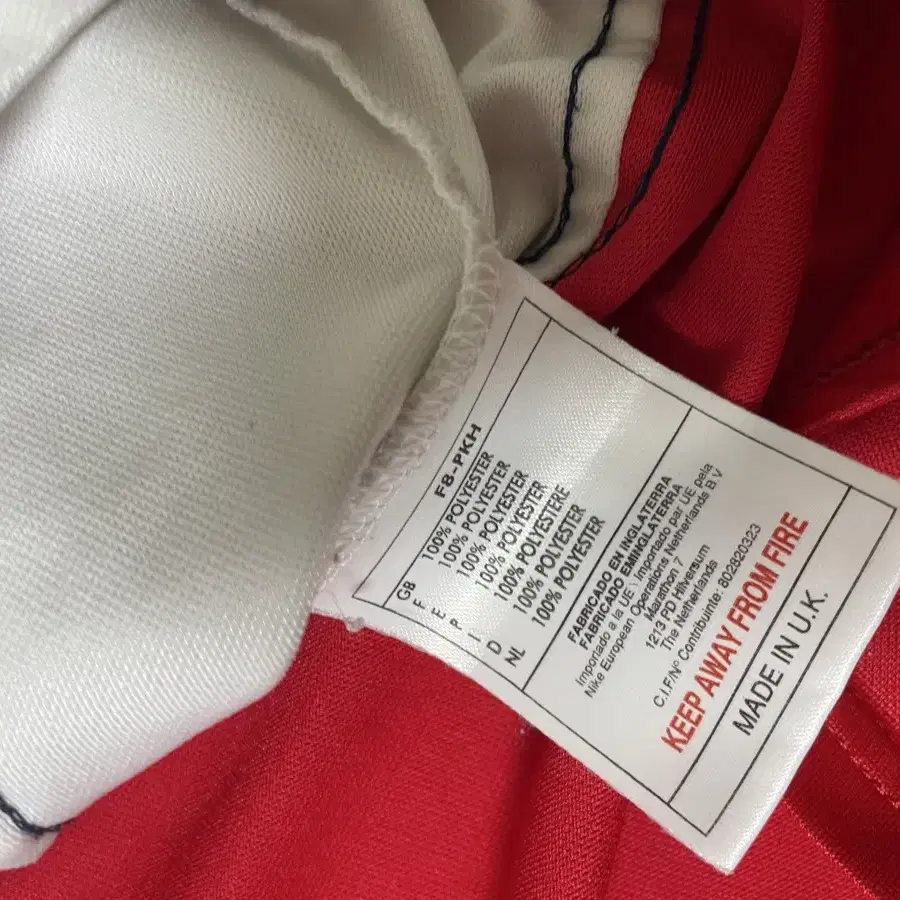 F8-PKH
GB 100% POLYESTER
F 100% POLYESTER
E 100% POLYESTER
P 100% POLYESTER
I 100% POLYESTERE
D 100% POLYESTER
NL 100% POLYESTER
FABRICADO EN INGLATERRA
FABRICADO EMINGLATERRA
Importado a la UE \ Importado par UE pela
Nike European Operations Netherlands B V
Marathon 7
1213 PD Hilversum
The Netherlands
C.I.F/Nº Contribuinte: 802820323
KEEP AWAY FROM FIRE
MADE IN U.K.